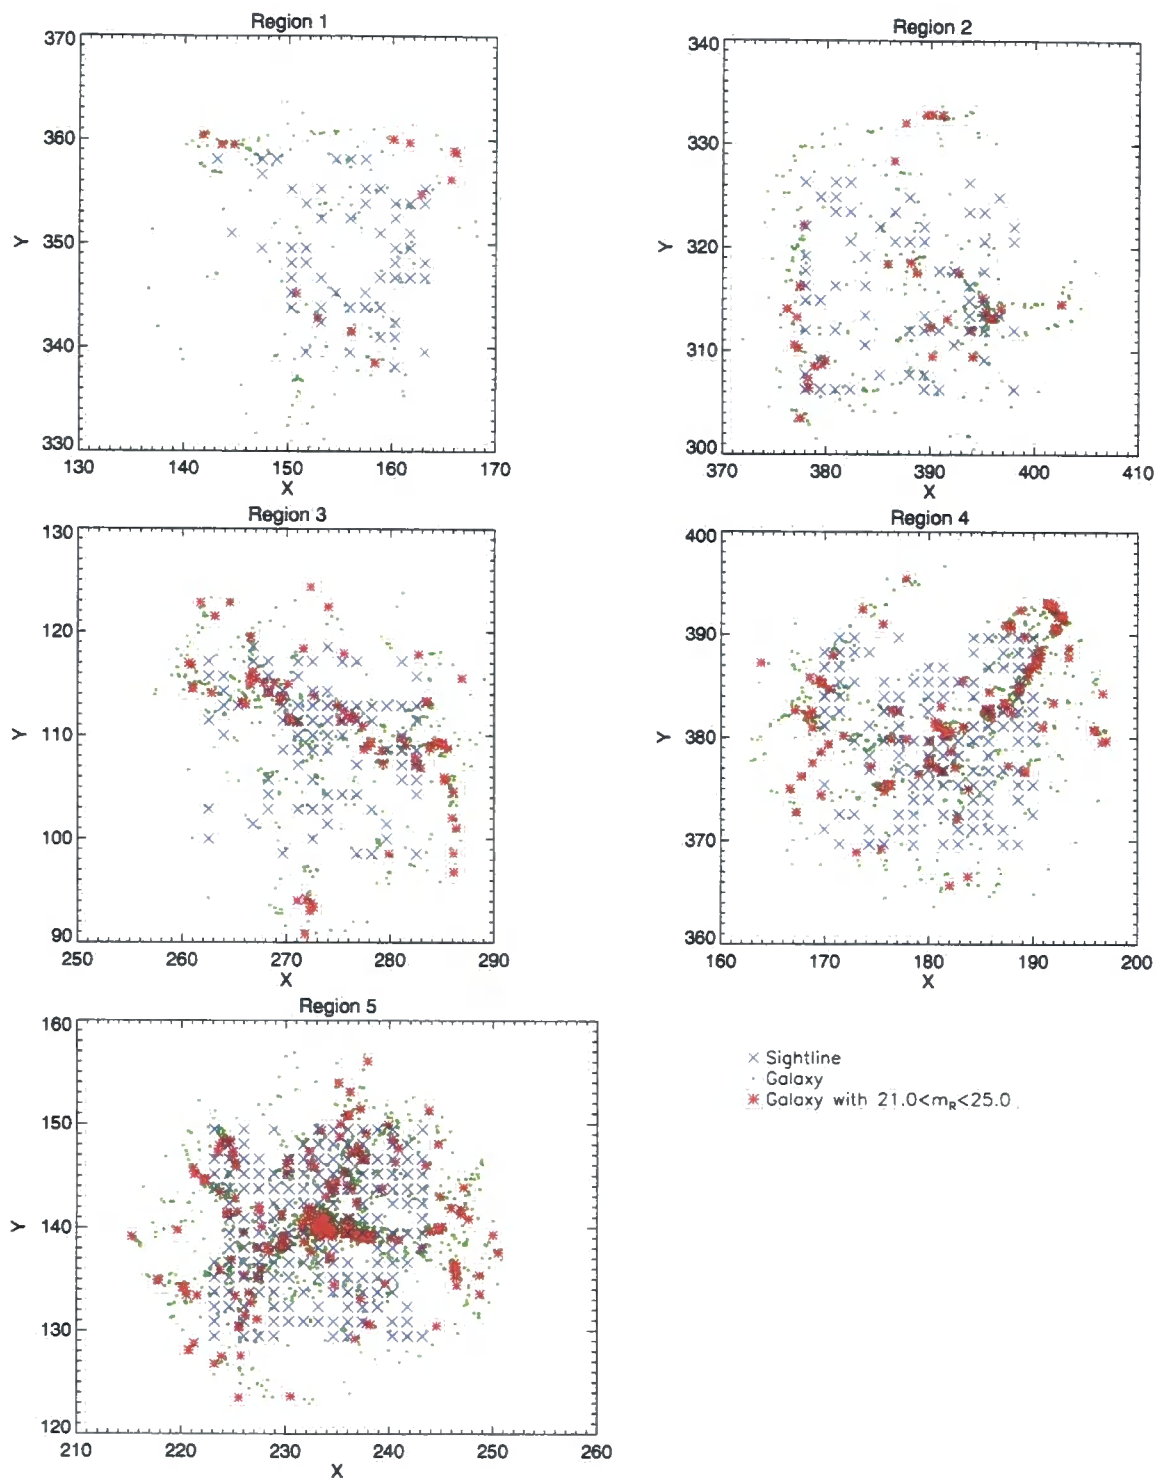 Region 1
370
360
350
340
330
Y
130 140 150 160 170
X
Region 2
340
330
320
310
300
Y
370 380 390 400 410
X
Region 3
130
120
110
100
90
Y
250 260 270 280 290
X
Region 4
400
390
380
370
360
Y
160 170 180 190 200
X
Region 5
160
150
140
130
120
Y
210 220 230 240 250 260
X
Sightline
Galaxy
Galaxy with 21.0<m_R<25.0